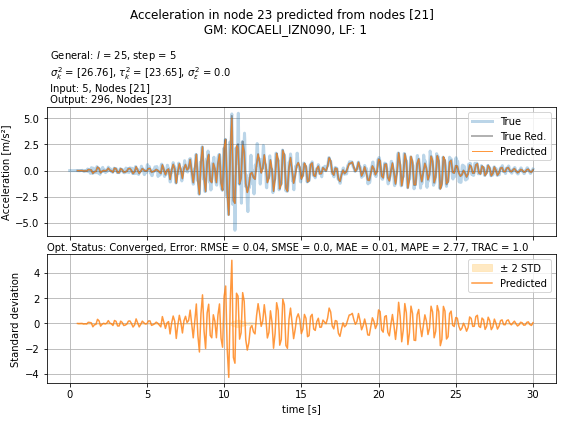 Acceleration in node 23 predicted from nodes [21]
GM: KOCAELI_IZN090, LF: 1
General: l = 25, step = 5
σ²ₖ = [26.76], τ²ₖ = [23.65], σ²ε = 0.0
Input: 5, Nodes [21]
Output: 296, Nodes [23]
Acceleration [m/s²]
5.0
2.5
0.0
−2.5
−5.0
True
True Red.
Predicted
Opt. Status: Converged, Error: RMSE = 0.04, SMSE = 0.0, MAE = 0.01, MAPE = 2.77, TRAC = 1.0
Standard deviation
4
2
0
−2
−4
± 2 STD
Predicted
0 5 10 15 20 25 30
time [s]